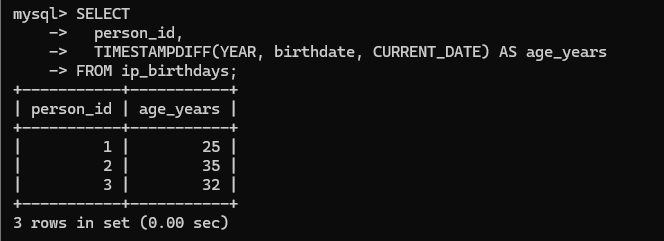 mysql> SELECT
    ->   person_id,
    ->   TIMESTAMPDIFF(YEAR, birthdate, CURRENT_DATE) AS age_years
    -> FROM ip_birthdays;
+-----------+-----------+
| person_id | age_years |
+-----------+-----------+
|         1 |        25 |
|         2 |        35 |
|         3 |        32 |
+-----------+-----------+
3 rows in set (0.00 sec)